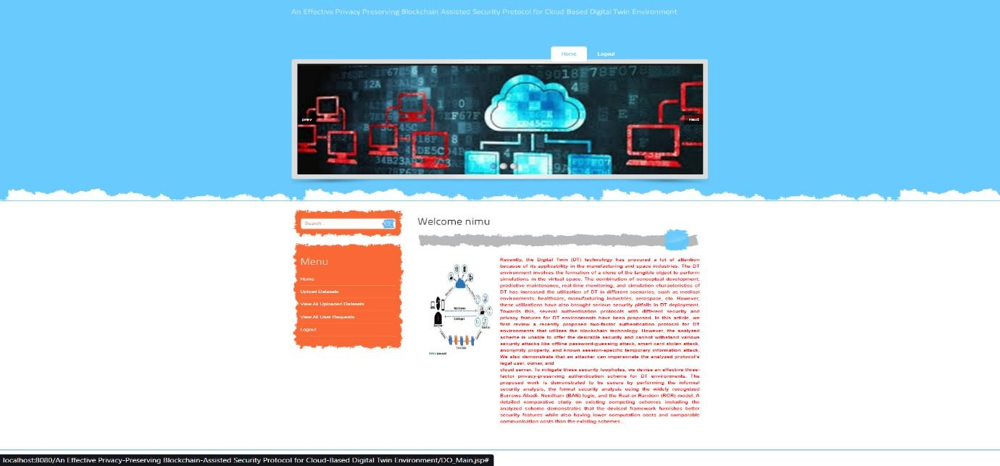 An Effective Privacy Preserving Blockchain Assisted Security Protocol for Cloud Based Digital Twin Environment
Home
Logout
prev
next
Search
Welcome nimu
Menu
Home
Upload Datasets
View All Uploaded Datasets
View All User Requests
Logout
Recently, the Digital Twin (DT) technology has procured a lot of attention
because of its applicability in the manufacturing and space industries. The DT
environment involves the formation of a clone of the tangible object to perform
simulations in the virtual space. The combination of conceptual development,
predictive maintenance, real-time monitoring, and simulation characteristics of
DT has increased the utilization of DT in different scenarios, such as medical
environments, healthcare, manufacturing industries, aerospace, etc. However,
these utilizations have also brought serious security pitfalls in DT deployment.
Towards this, several authentication protocols with different security and
privacy features for DT environments have been proposed. In this article, we
first review a recently proposed two-factor authentication protocol for DT
environments that utilizes the blockchain technology. However, the analyzed
scheme is unable to offer the desirable security and cannot withstand various
security attacks like offline password-guessing attack, smart card stolen attack,
anonymity property, and known session-specific temporary information attack.
We also demonstrate that an attacker can impersonate the analyzed protocol's
legal user, owner, and
cloud server. To mitigate these security loopholes, we devise an effective three-
factor privacy-preserving authentication scheme for DT environments. The
proposed work is demonstrated to be secure by performing the informal
security analysis, the formal security analysis using the widely recognized
Burrows-Abadi- Needham (BAN) logic, and the Real-or-Random (ROR) model. A
detailed comparative study on existing competing schemes including the
analyzed scheme demonstrates that the devised framework furnishes better
security features while also having lower computation costs and comparable
communication costs than the existing schemes...
localhost:8080/An Effective Privacy-Preserving Blockchain-Assisted Security Protocol for Cloud-Based Digital Twin Environment/DO_Main.jsp#